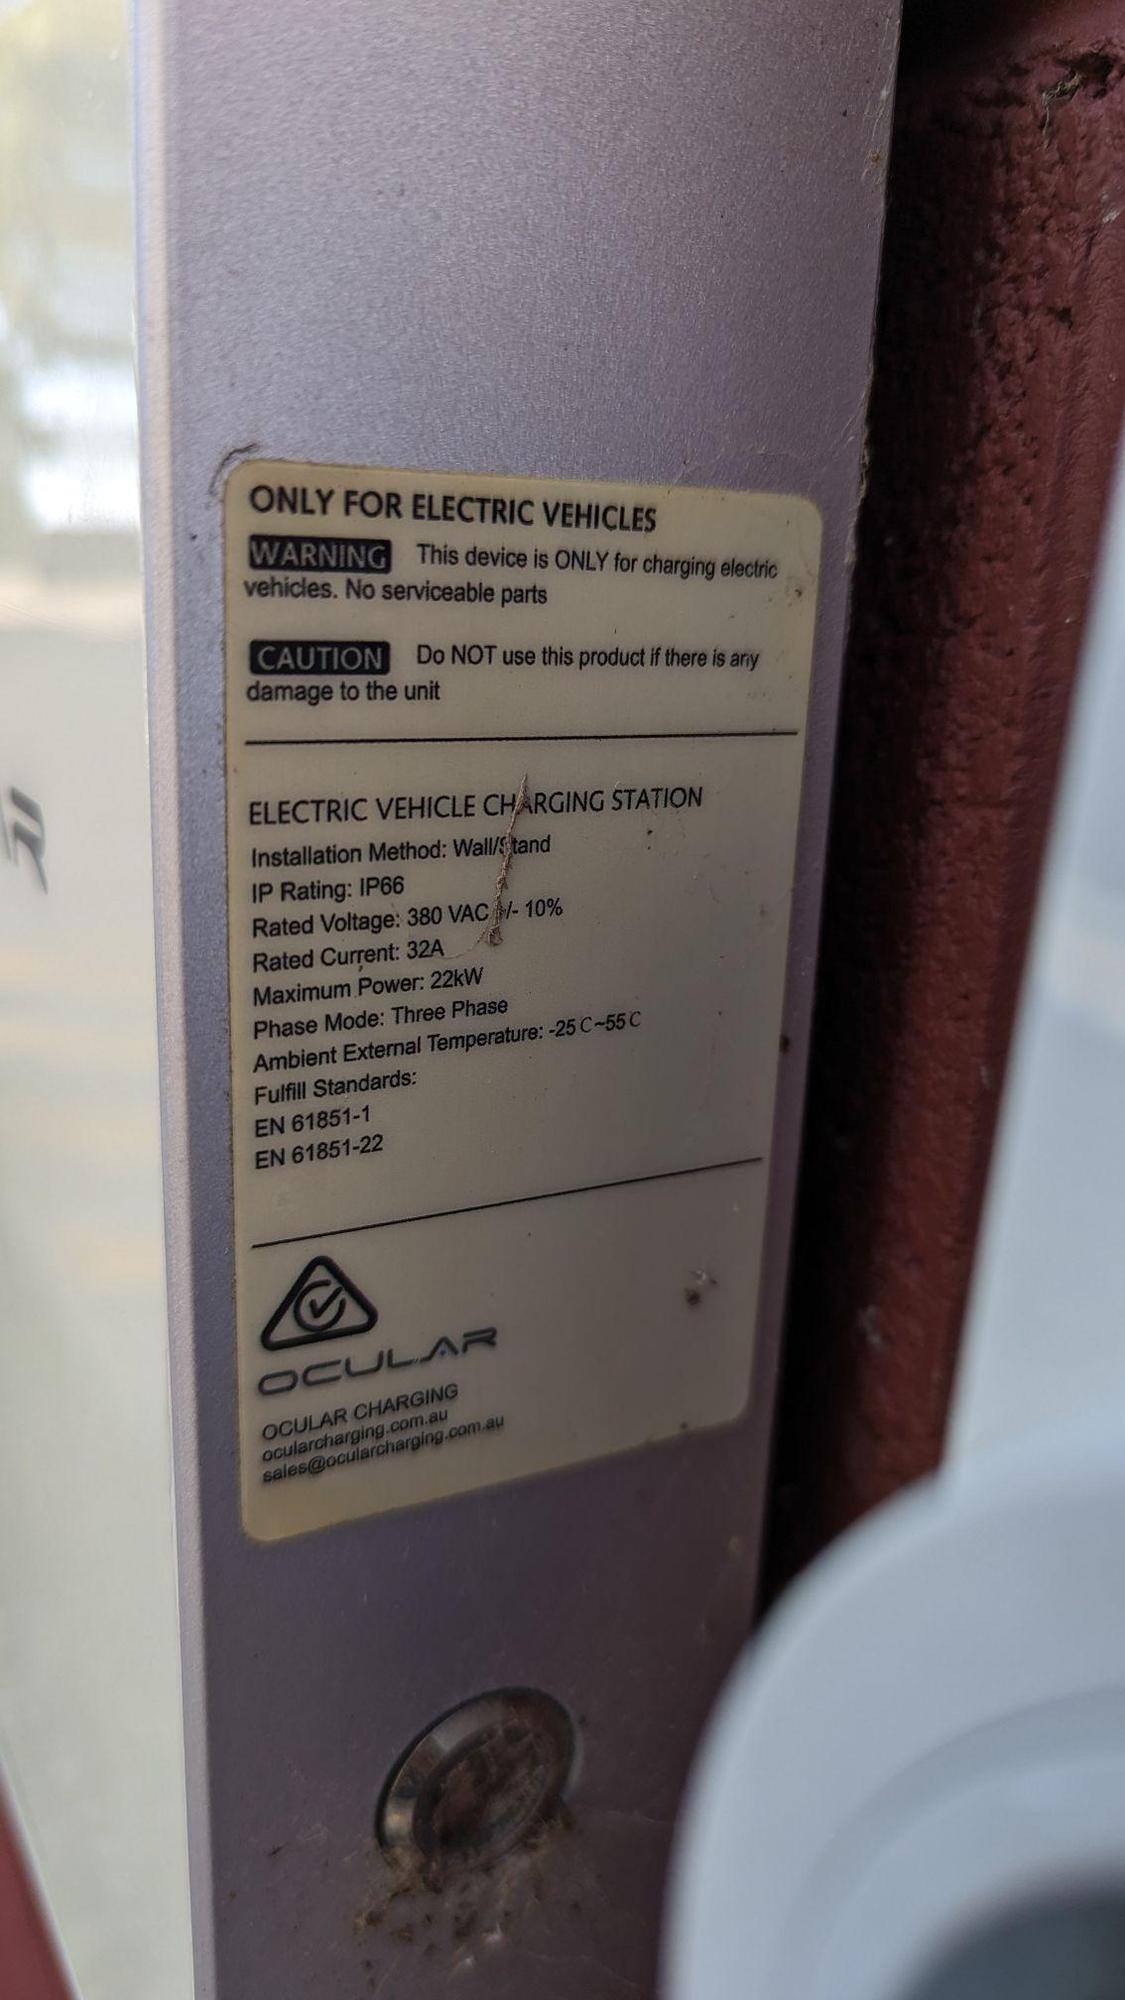 ONLY FOR ELECTRIC VEHICLES
WARNING This device is ONLY for charging electric
vehicles. No serviceable parts
CAUTION Do NOT use this product if there is any
damage to the unit
ELECTRIC VEHICLE CHARGING STATION
Installation Method: Wall/Stand
IP Rating: IP66
Rated Voltage: 380 VAC +/- 10%
Rated Current: 32A
Maximum Power: 22kW
Phase Mode: Three Phase
Ambient External Temperature: -25 C~55 C
Fulfill Standards:
EN 61851-1
EN 61851-22
OCULAR
OCULAR CHARGING
ocularcharging.com.au
sales@ocularcharging.com.au